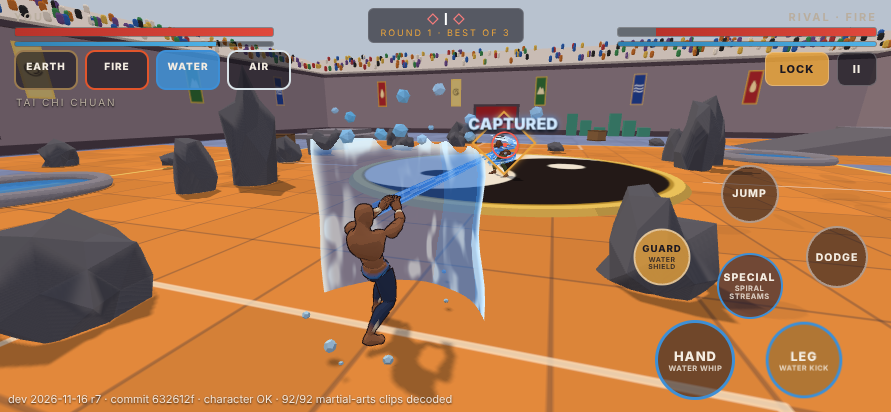 RIVAL · FIRE
ROUND 1 · BEST OF 3
EARTH
FIRE
WATER
AIR
LOCK
TAI CHI CHUAN
CAPTURED
JUMP
GUARD
WATER
SHIELD
DODGE
SPECIAL
SPIRAL
STREAMS
HAND
WATER WHIP
LEG
WATER KICK
dev 2026-11-16 r7 · commit 632612f · character OK · 92/92 martial-arts clips decoded